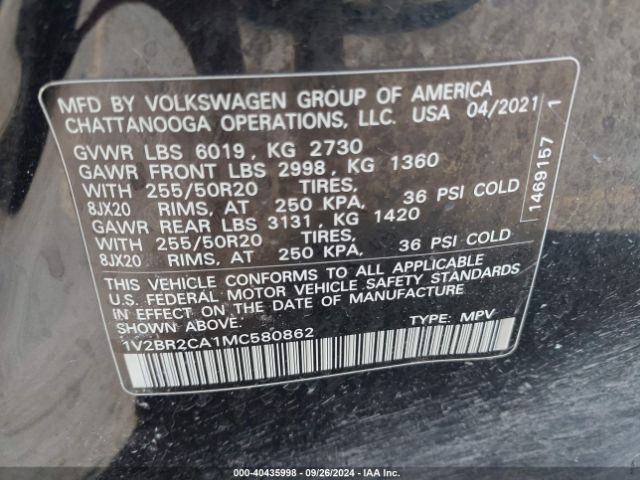 MFD BY VOLKSWAGEN GROUP OF AMERICA
CHATTANOOGA OPERATIONS, LLC. USA 04/2021
1
GVWR LBS 6019, KG 2730
GAWR FRONT LBS 2998, KG 1360
WITH 255/50R20 TIRES,
8JX20 RIMS, AT 250 KPA, 36 PSI COLD
GAWR REAR LBS 3131, KG 1420
WITH 255/50R20 TIRES,
8JX20 RIMS, AT 250 KPA, 36 PSI COLD
1469157
THIS VEHICLE CONFORMS TO ALL APPLICABLE
U.S. FEDERAL MOTOR VEHICLE SAFETY STANDARDS
IN EFFECT ON THE DATE OF MANUFACTURE
1V2BR2CA1MC580862 TYPE: MPV
000-40435998 - 09/26/2024 - IAA Inc.